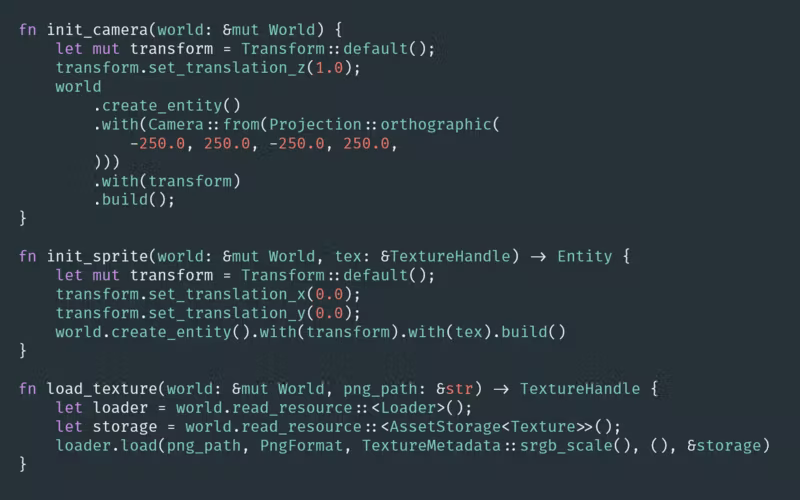 fn init_camera(world: &mut World) {
    let mut transform = Transform::default();
    transform.set_translation_z(1.0);
    world
        .create_entity()
        .with(Camera::from(Projection::orthographic(
            -250.0, 250.0, -250.0, 250.0,
        )))
        .with(transform)
        .build();
}

fn init_sprite(world: &mut World, tex: &TextureHandle) -> Entity {
    let mut transform = Transform::default();
    transform.set_translation_x(0.0);
    transform.set_translation_y(0.0);
    world.create_entity().with(transform).with(tex).build()
}

fn load_texture(world: &mut World, png_path: &str) -> TextureHandle {
    let loader = world.read_resource::<Loader>();
    let storage = world.read_resource::<AssetStorage<Texture>>();
    loader.load(png_path, PngFormat, TextureMetadata::srgb_scale(), (), &storage)
}